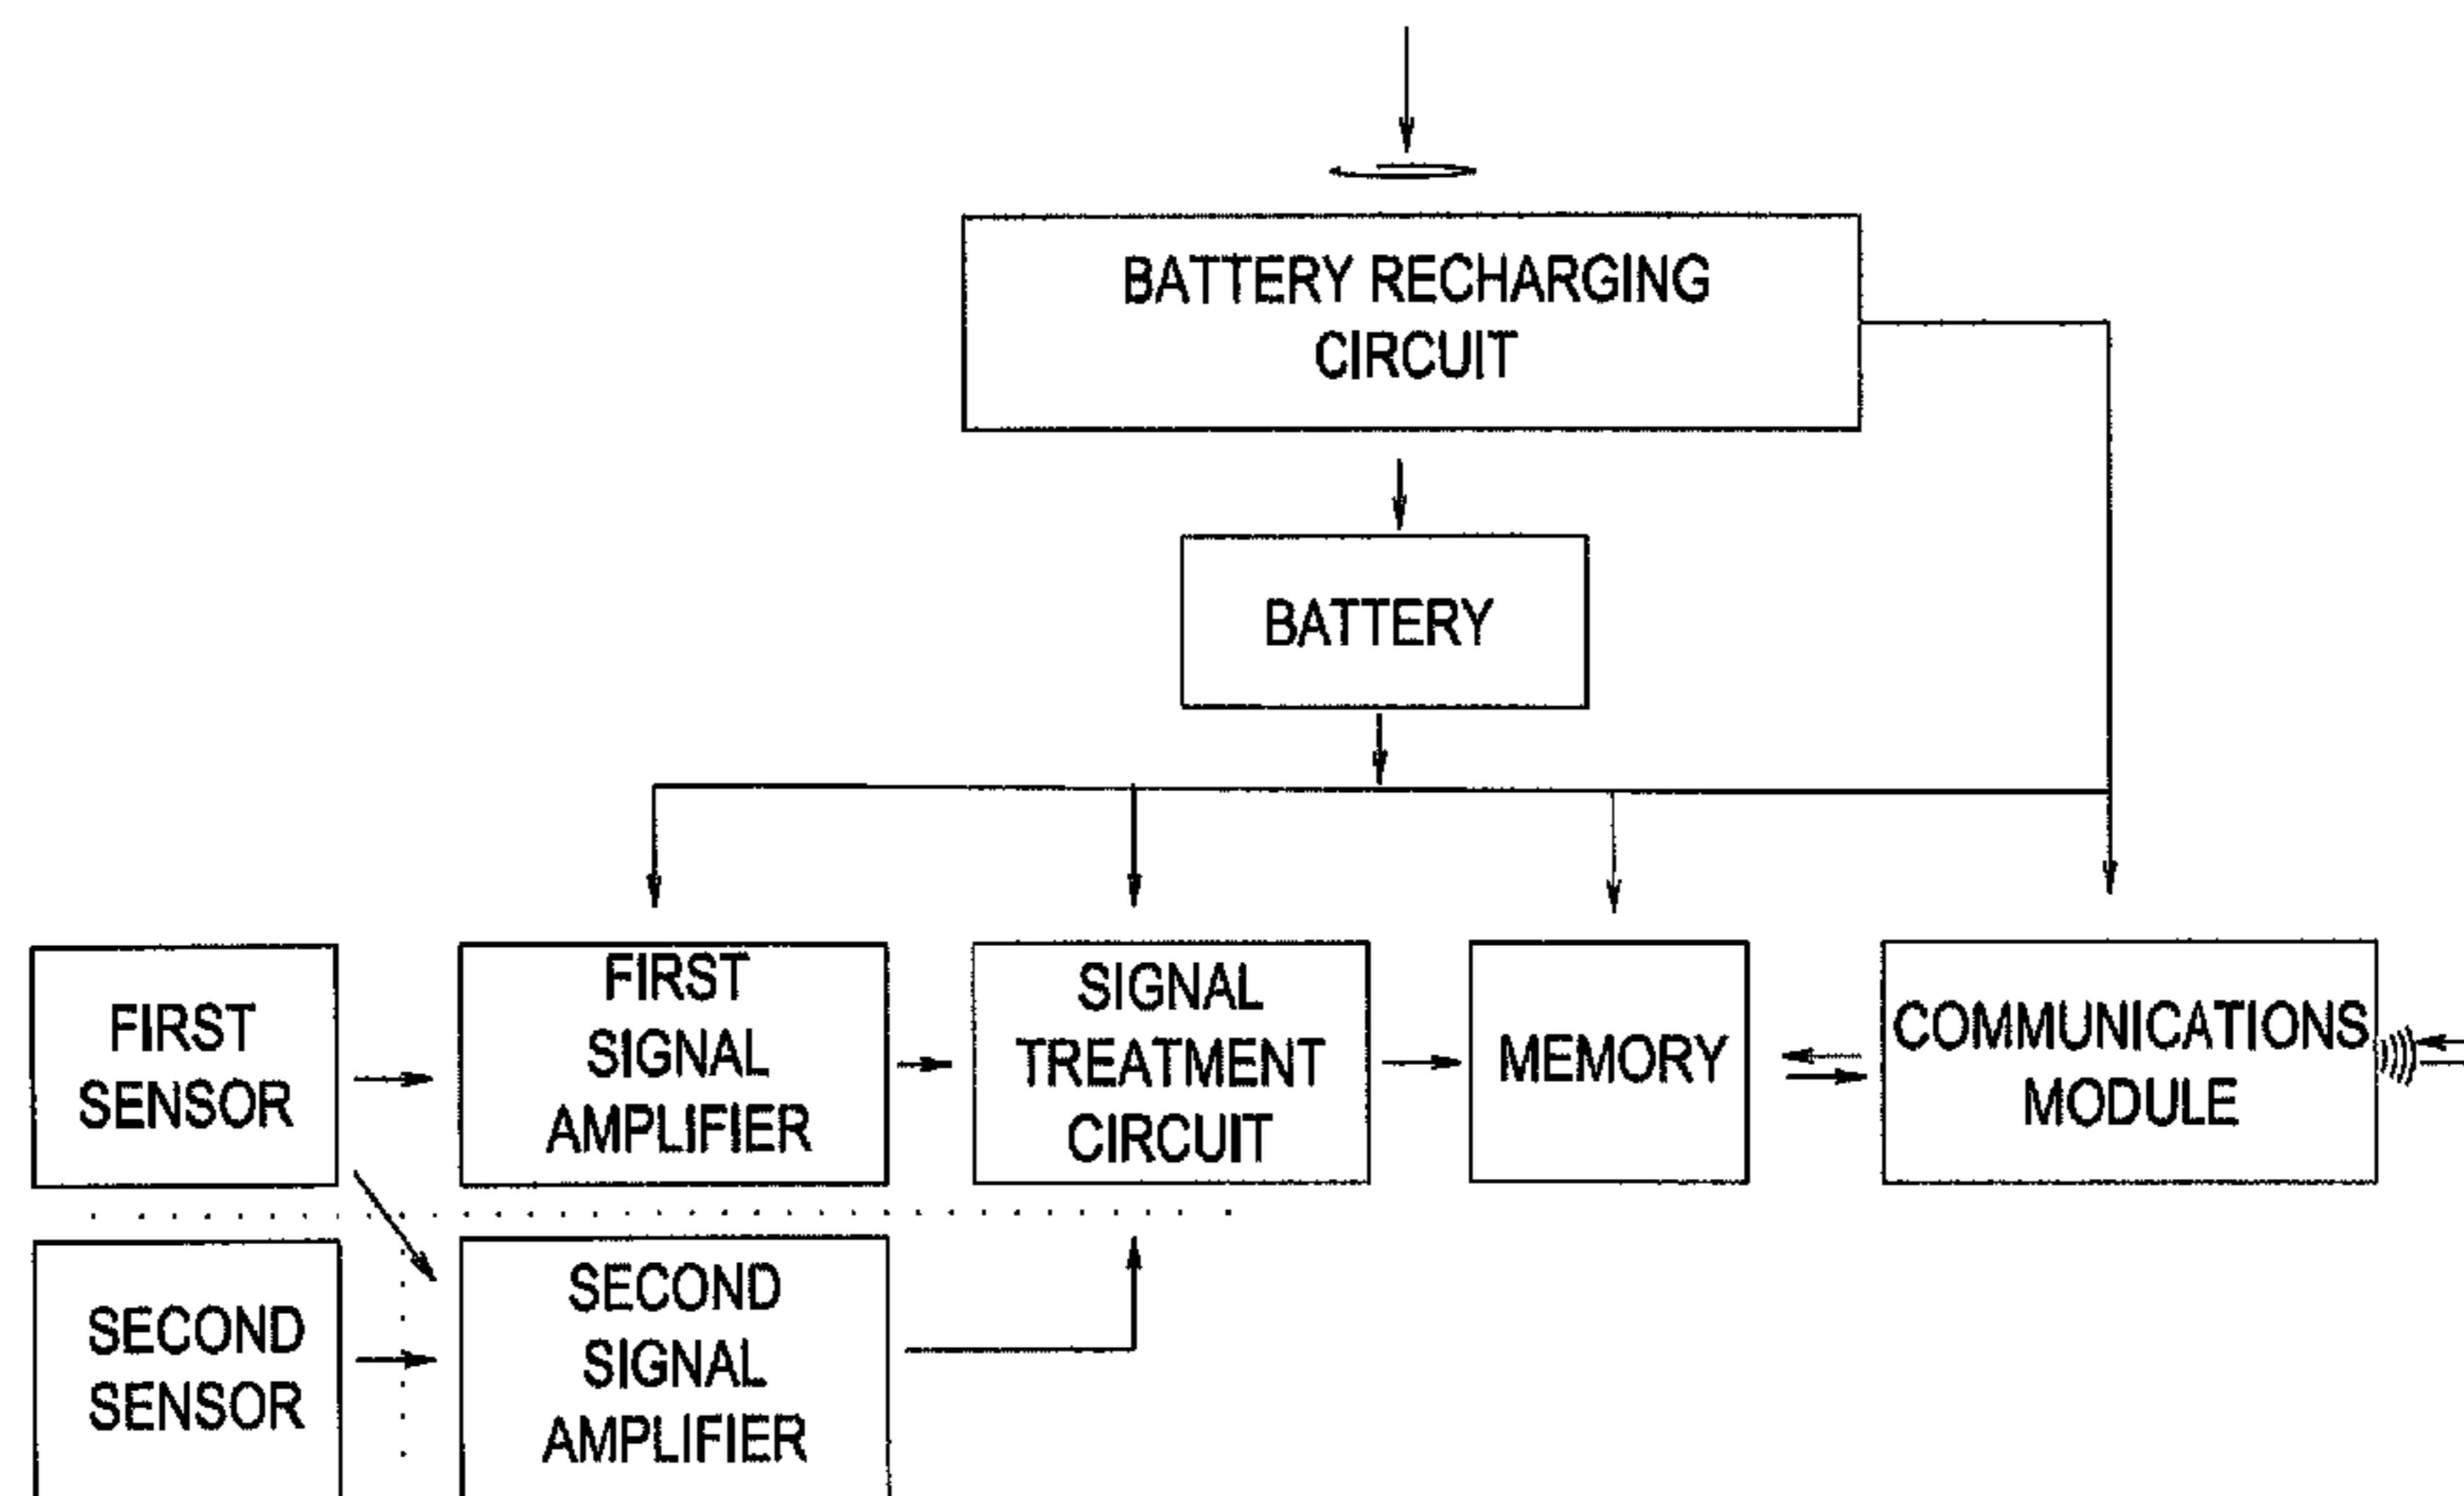 BATTERY RECHARGING
CIRCUIT
BATTERY
FIRST
SENSOR
FIRST
SIGNAL
AMPLIFIER
SIGNAL
TREATMENT
CIRCUIT
MEMORY
COMMUNICATIONS
MODULE
SECOND
SENSOR
SECOND
SIGNAL
AMPLIFIER